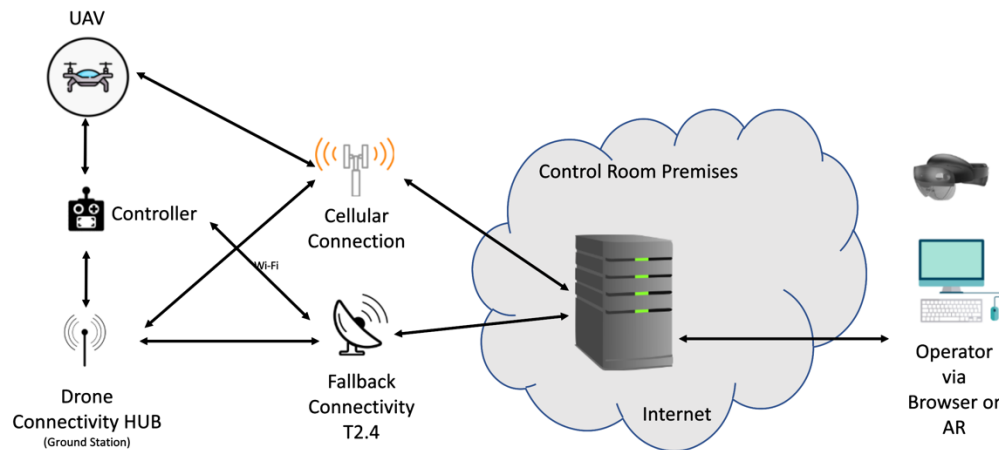 UAV
Controller
Cellular
Connection
Wi-Fi
Drone
Connectivity HUB
(Ground Station)
Fallback
Connectivity
T2.4
Control Room Premises
Internet
Operator
via
Browser or
AR